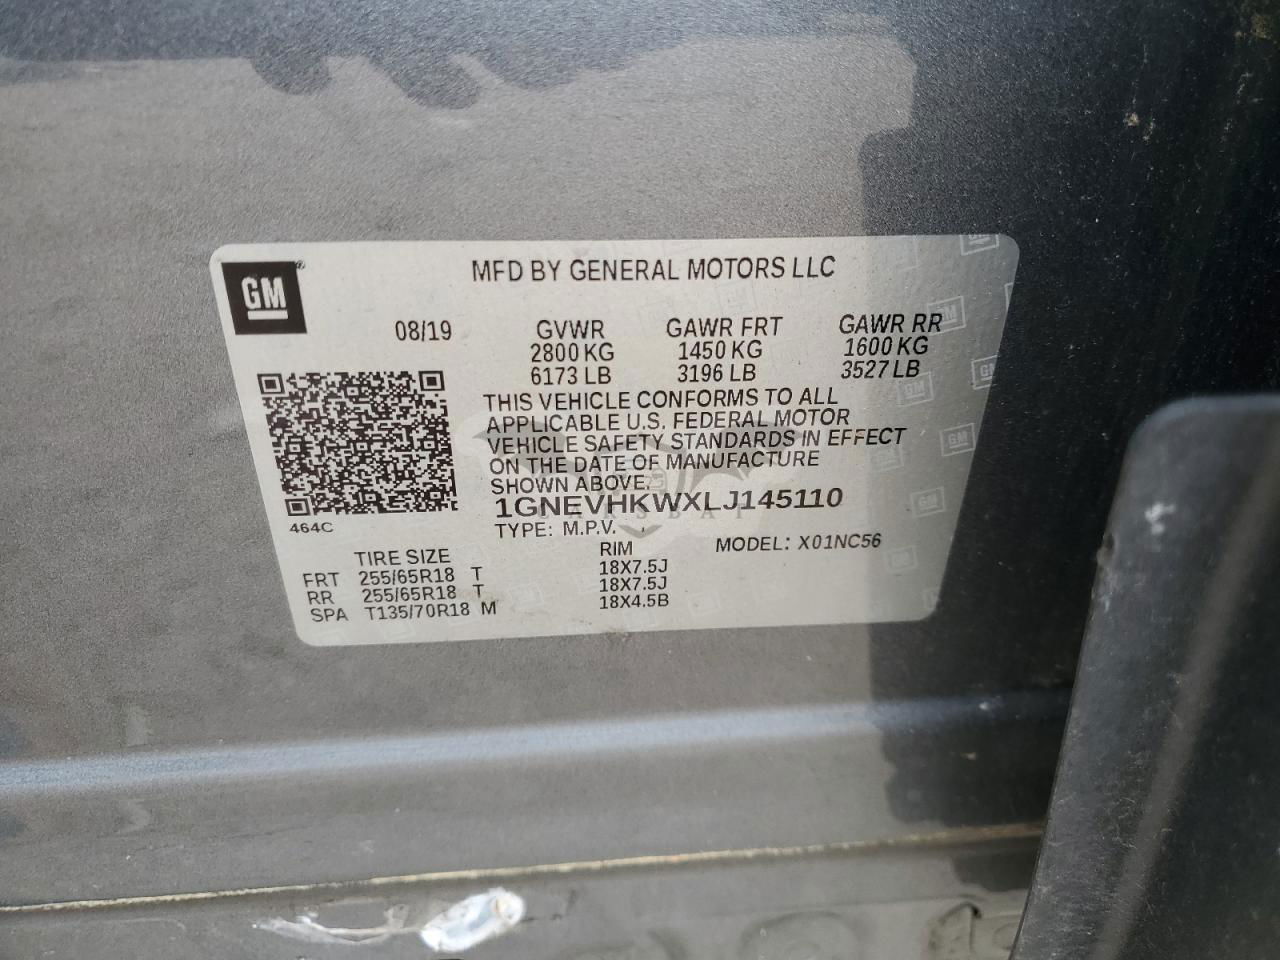 GM
MFD BY GENERAL MOTORS LLC
08/19
GVWR GAWR FRT GAWR RR
2800 KG 1450 KG 1600 KG
6173 LB 3196 LB 3527 LB
THIS VEHICLE CONFORMS TO ALL
APPLICABLE U.S. FEDERAL MOTOR
VEHICLE SAFETY STANDARDS IN EFFECT
ON THE DATE OF MANUFACTURE
SHOWN ABOVE.
1GNEVHKWXLJ145110
464C
TYPE: M.P.V.
MODEL: X01NC56
TIRE SIZE RIM
FRT 255/65R18 T 18X7.5J
RR 255/65R18 T 18X7.5J
SPA T135/70R18 M 18X4.5B